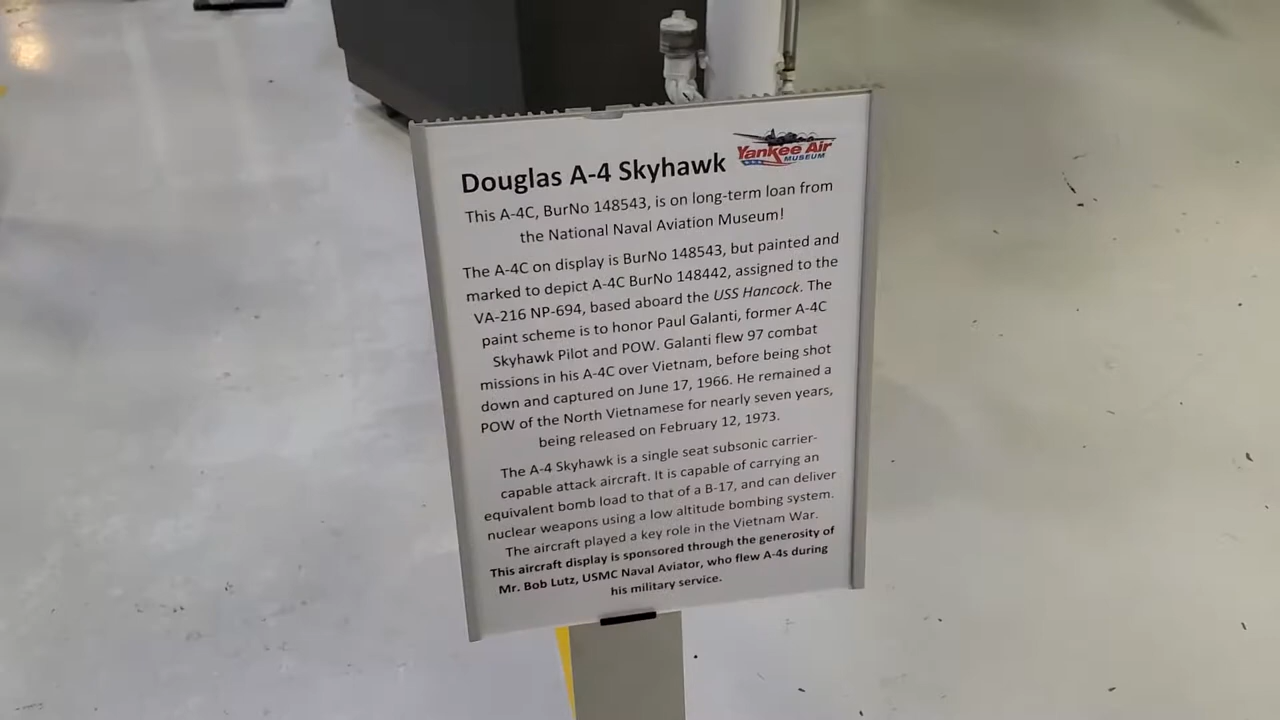 Yankee Air
MUSEUM
Douglas A-4 Skyhawk
This A-4C, BurNo 148543, is on long-term loan from
the National Naval Aviation Museum!
The A-4C on display is BurNo 148543, but painted and
marked to depict A-4C BurNo 148442, assigned to the
VA-216 NP-694, based aboard the USS Hancock. The
paint scheme is to honor Paul Galanti, former A-4C
Skyhawk Pilot and POW. Galanti flew 97 combat
missions in his A-4C over Vietnam, before being shot
down and captured on June 17, 1966. He remained a
POW of the North Vietnamese for nearly seven years,
being released on February 12, 1973.
The A-4 Skyhawk is a single seat subsonic carrier-
capable attack aircraft. It is capable of carrying an
equivalent bomb load to that of a B-17, and can deliver
nuclear weapons using a low altitude bombing system.
The aircraft played a key role in the Vietnam War.
This aircraft display is sponsored through the generosity of
Mr. Bob Lutz, USMC Naval Aviator, who flew A-4s during
his military service.